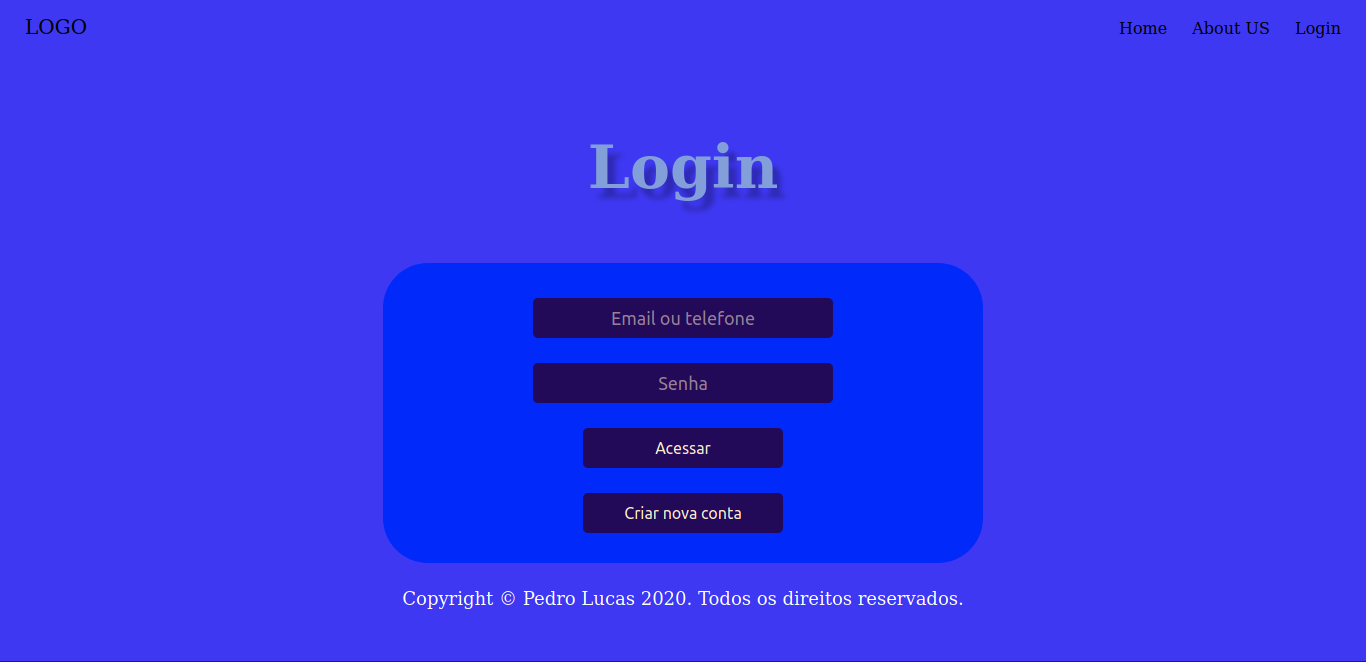 LOGO
Home About US Login
Login
Email ou telefone
Senha
Acessar
Criar nova conta
Copyright © Pedro Lucas 2020. Todos os direitos reservados.